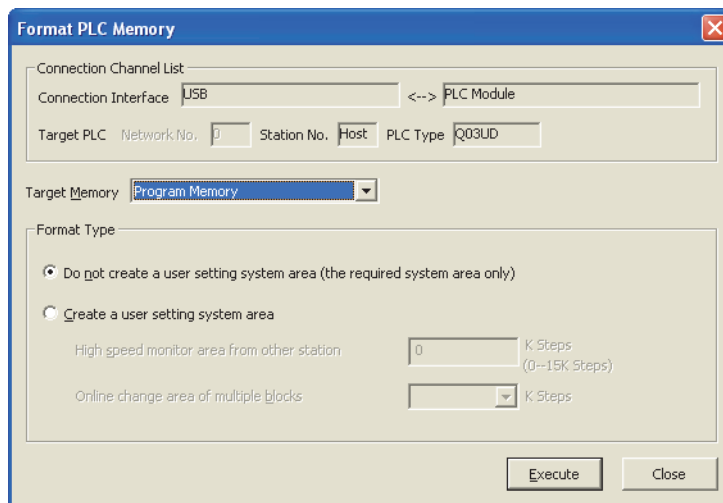 Format PLC Memory
Connection Channel List
Connection Interface USB <--> PLC Module
Target PLC Network No. 0 Station No. Host PLC Type Q03UD
Target Memory Program Memory
Format Type
Do not create a user setting system area (the required system area only)
Create a user setting system area
High speed monitor area from other station 0 K Steps
(0--15K Steps)
Online change area of multiple blocks K Steps
Execute Close